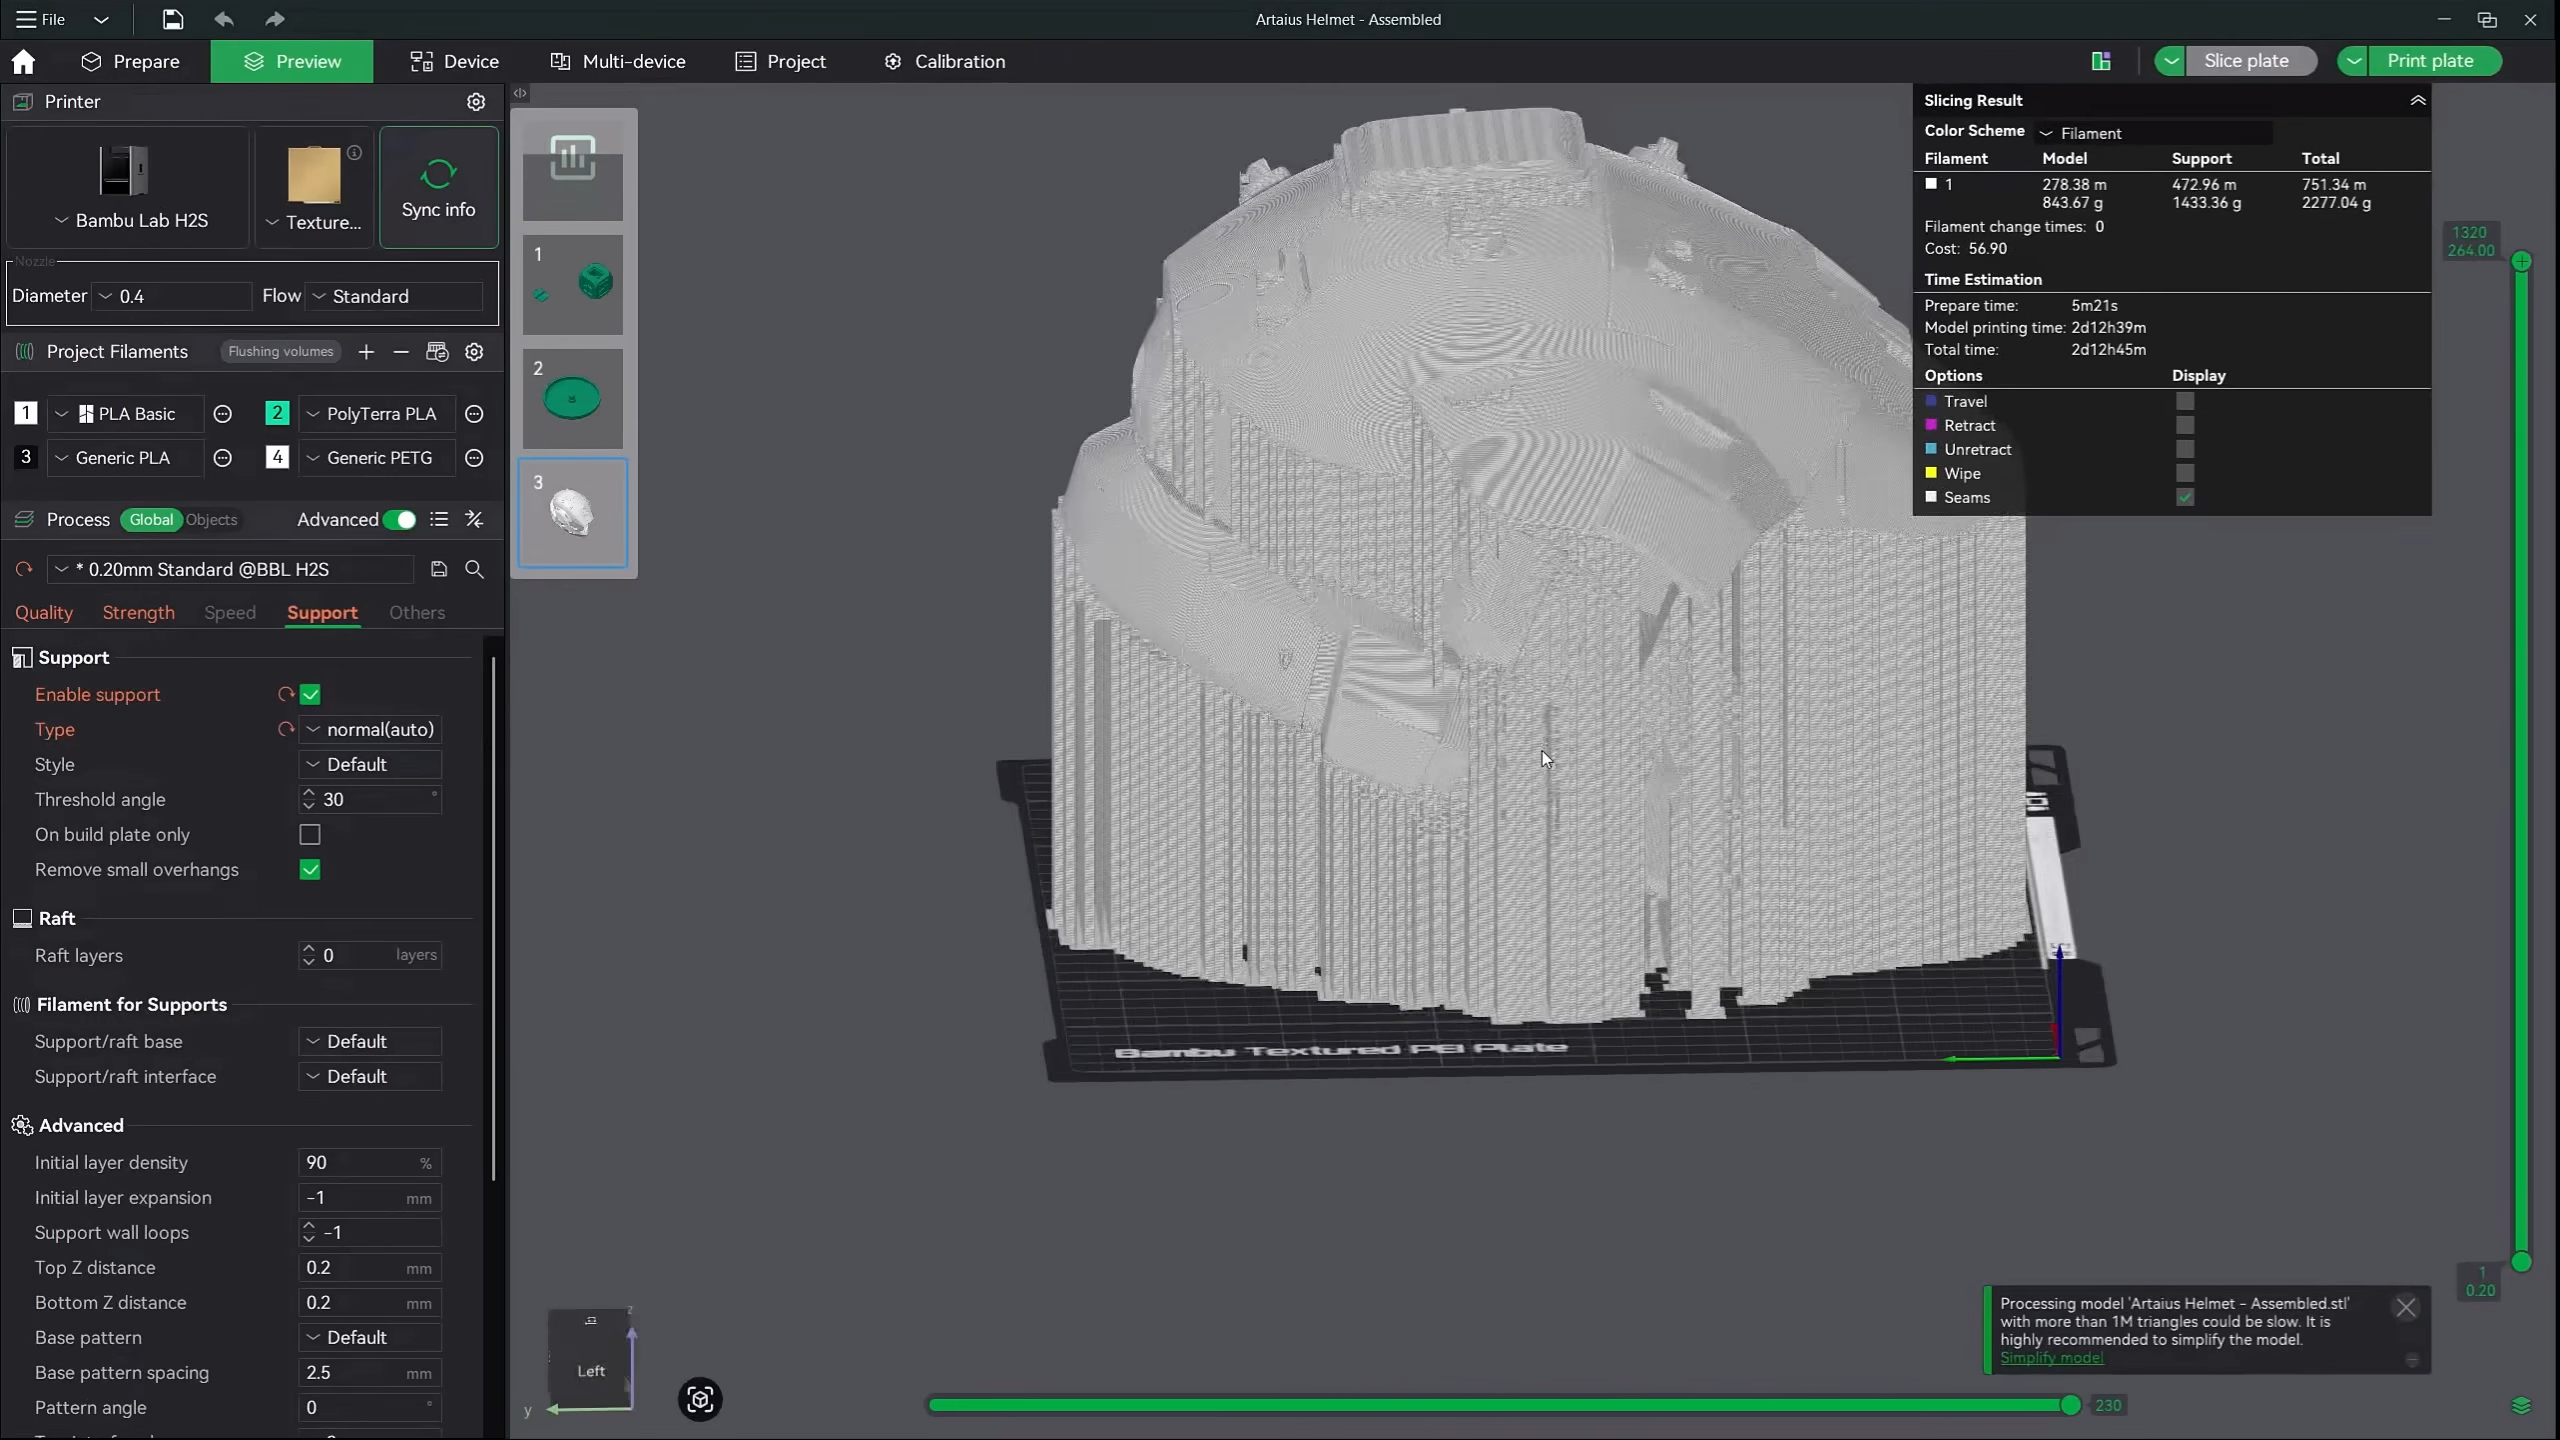 File
Artaius Helmet - Assembled
Prepare
Preview
Device
Multi-device
Project
Calibration
Slice plate
Print plate
Printer
Bambu Lab H2S
Texture...
Sync info
Nozzle
Diameter 0.4 Flow Standard
Project Filaments Flushing volumes
1 PLA Basic 2 PolyTerra PLA
3 Generic PLA 4 Generic PETG
Process Global Objects Advanced
* 0.20mm Standard @BBL H2S
Quality Strength Speed Support Others
Support
Enable support
Type normal(auto)
Style Default
Threshold angle 30 °
On build plate only
Remove small overhangs
Raft
Raft layers 0 layers
Filament for Supports
Support/raft base Default
Support/raft interface Default
Advanced
Initial layer density 90 %
Initial layer expansion -1 mm
Support wall loops -1
Top Z distance 0.2 mm
Bottom Z distance 0.2 mm
Base pattern Default
Base pattern spacing 2.5 mm
Pattern angle 0 °
1
2
3
Slicing Result
Color Scheme Filament
Filament Model Support Total
1 278.38 m 472.96 m 751.34 m
843.67 g 1433.36 g 2277.04 g
Filament change times: 0
Cost: 56.90
Time Estimation
Prepare time: 5m21s
Model printing time: 2d12h39m
Total time: 2d12h45m
Options Display
Travel
Retract
Unretract
Wipe
Seams
1320
264.00
Bambu Textured PEI Plate
1
0.20
Processing model 'Artaius Helmet - Assembled.stl'
with more than 1M triangles could be slow. It is
highly recommended to simplify the model.
Simplify model
z
Left
y
230